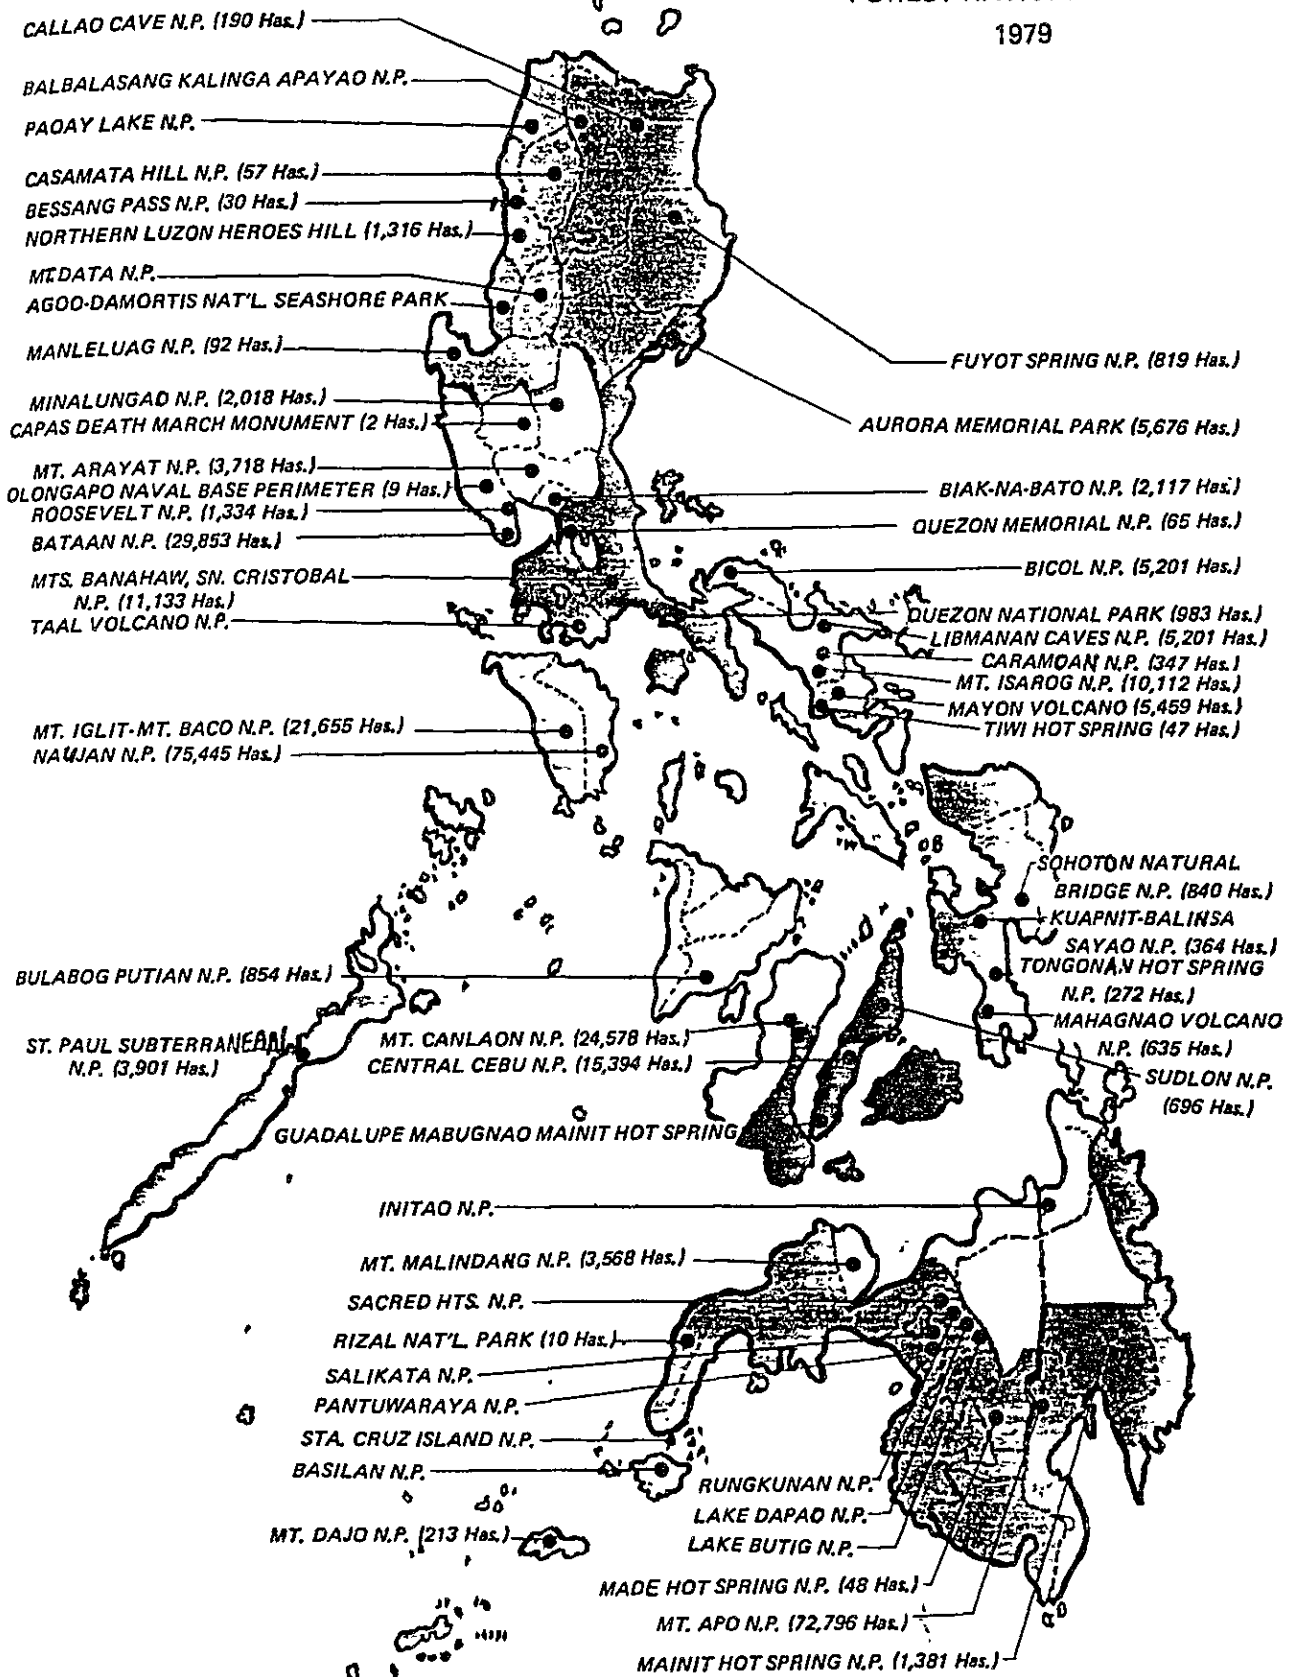 1979
CALLAO CAVE N.P. (190 Has.)
BALBALASANG KALINGA APAYAO N.P.
PAOAY LAKE N.P.
CASAMATA HILL N.P. (57 Has.)
BESSANG PASS N.P. (30 Has.)
NORTHERN LUZON HEROES HILL (1,316 Has.)
MT.DATA N.P.
AGOO-DAMORTIS NAT'L. SEASHORE PARK
MANLELUAG N.P. (92 Has.)
FUYOT SPRING N.P. (819 Has.)
MINALUNGAO N.P. (2,018 Has.)
CAPAS DEATH MARCH MONUMENT (2 Has.)
AURORA MEMORIAL PARK (5,676 Has.)
MT. ARAYAT N.P. (3,718 Has.)
OLONGAPO NAVAL BASE PERIMETER (9 Has.)
BIAK-NA-BATO N.P. (2,117 Has.)
ROOSEVELT N.P. (1,334 Has.)
QUEZON MEMORIAL N.P. (65 Has.)
BATAAN N.P. (29,853 Has.)
BICOL N.P. (5,201 Has.)
MTS. BANAHAW, SN. CRISTOBAL
N.P. (11,133 Has.)
TAAL VOLCANO N.P.
QUEZON NATIONAL PARK (983 Has.)
LIBMANAN CAVES N.P. (5,201 Has.)
CARAMOAN N.P. (347 Has.)
MT. ISAROG N.P. (10,112 Has.)
MAYON VOLCANO (5,459 Has.)
TIWI HOT SPRING (47 Has.)
MT. IGLIT-MT. BACO N.P. (21,655 Has.)
NAUJAN N.P. (75,445 Has.)
SOHOTON NATURAL
BRIDGE N.P. (840 Has.)
KUAPNIT-BALINSA
SAYAO N.P. (364 Has.)
TONGONAN HOT SPRING
N.P. (272 Has.)
MAHAGNAO VOLCANO
N.P. (635 Has.)
SUDLON N.P.
(696 Has.)
BULABOG PUTIAN N.P. (854 Has.)
ST. PAUL SUBTERRANEAN
N.P. (3,901 Has.)
MT. CANLAON N.P. (24,578 Has.)
CENTRAL CEBU N.P. (15,394 Has.)
GUADALUPE MABUGNAO MAINIT HOT SPRING
INITAO N.P.
MT. MALINDANG N.P. (3,568 Has.)
SACRED HTS. N.P.
RIZAL NAT'L. PARK (10 Has.)
SALIKATA N.P.
PANTUWARAYA N.P.
STA. CRUZ ISLAND N.P.
BASILAN N.P.
RUNGKUNAN N.P.
LAKE DAPAO N.P.
LAKE BUTIG N.P.
MT. DAJO N.P. (213 Has.)
MADE HOT SPRING N.P. (48 Has.)
MT. APO N.P. (72,796 Has.)
MAINIT HOT SPRING N.P. (1,381 Has.)